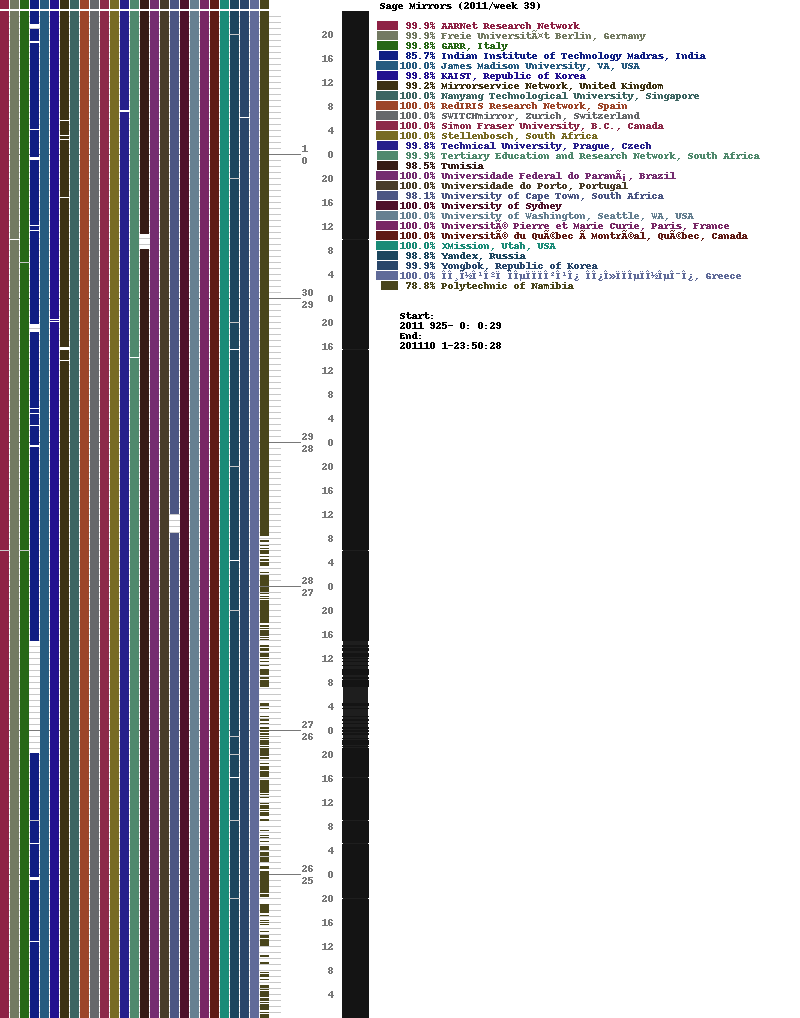 Sage Mirrors (2011/week 39)
99.9% AARNet Research Network
99.9% Freie UniversitÃ¤t Berlin, Germany
99.8% GARR, Italy
85.7% Indian Institute of Technology Madras, India
100.0% James Madison University, VA, USA
99.8% KAIST, Republic of Korea
99.2% Mirrorservice Network, United Kingdom
100.0% Nanyang Technological University, Singapore
100.0% RedIRIS Research Network, Spain
100.0% SWITCHmirror, Zurich, Switzerland
100.0% Simon Fraser University, B.C., Canada
100.0% Stellenbosch, South Africa
99.8% Technical University, Prague, Czech
99.9% Tertiary Education and Research Network, South Africa
98.5% Tunisia
100.0% Universidade Federal do ParanÃ¡, Brazil
100.0% Universidade do Porto, Portugal
98.1% University of Cape Town, South Africa
100.0% University of Sydney
100.0% University of Washington, Seattle, WA, USA
100.0% UniversitÃ© Pierre et Marie Curie, Paris, France
100.0% UniversitÃ© du QuÃ©bec Ã MontrÃ©al, QuÃ©bec, Canada
100.0% XMission, Utah, USA
98.8% Yandex, Russia
99.9% Yongbok, Republic of Korea
100.0% Greece
78.8% Polytechnic of Namibia
Start:
2011 925- 0: 0:29
End:
201110 1-23:50:28
20
16
12
8
4
1
0
0
20
16
12
8
4
30
0
29
20
16
12
8
4
29
0
28
20
16
12
8
4
28
0
27
20
16
12
8
4
27
0
26
20
16
12
8
4
26
0
25
20
16
12
8
4